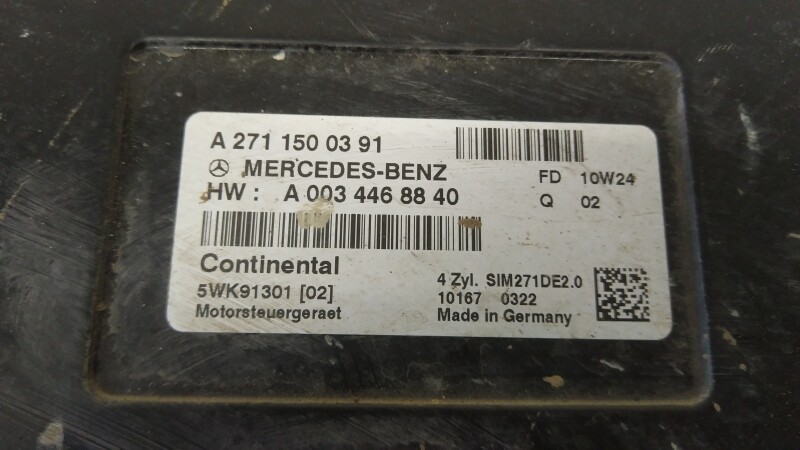 A 271 150 03 91
MERCEDES-BENZ
HW : A 003 446 88 40
FD 10W24
Q 02
Continental
5WK91301 [02]
Motorsteuergeraet
4 Zyl. SIM271DE2.0
10167 0322
Made in Germany